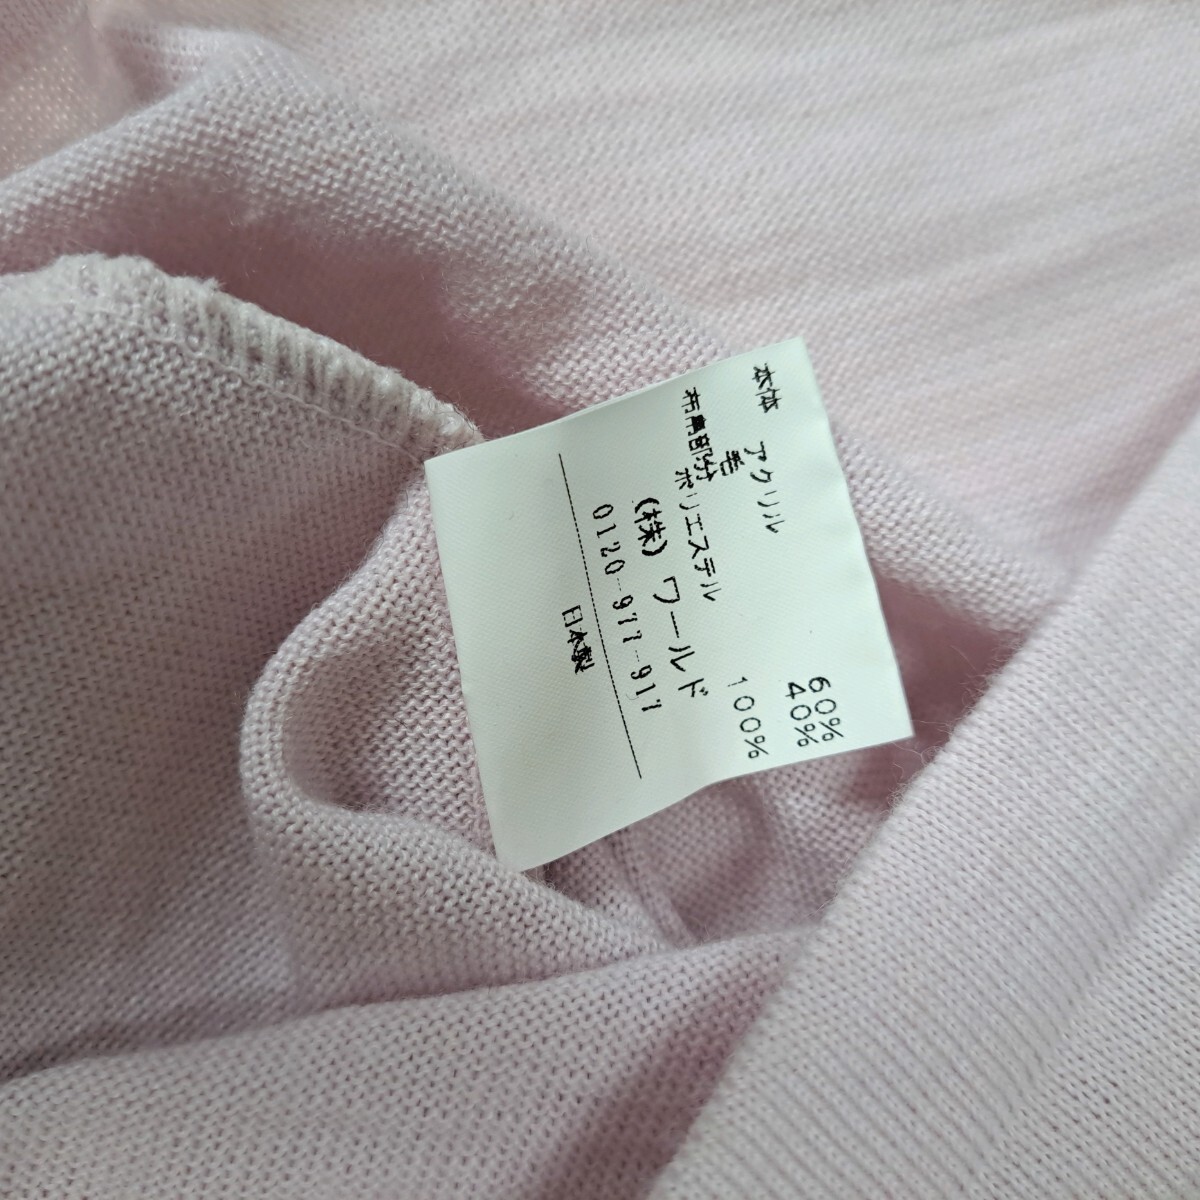 本体 アクリル 60%
毛 40%
布帛部分 ポリエステル 100%
(株)ワールド
0120-977-917
日本製